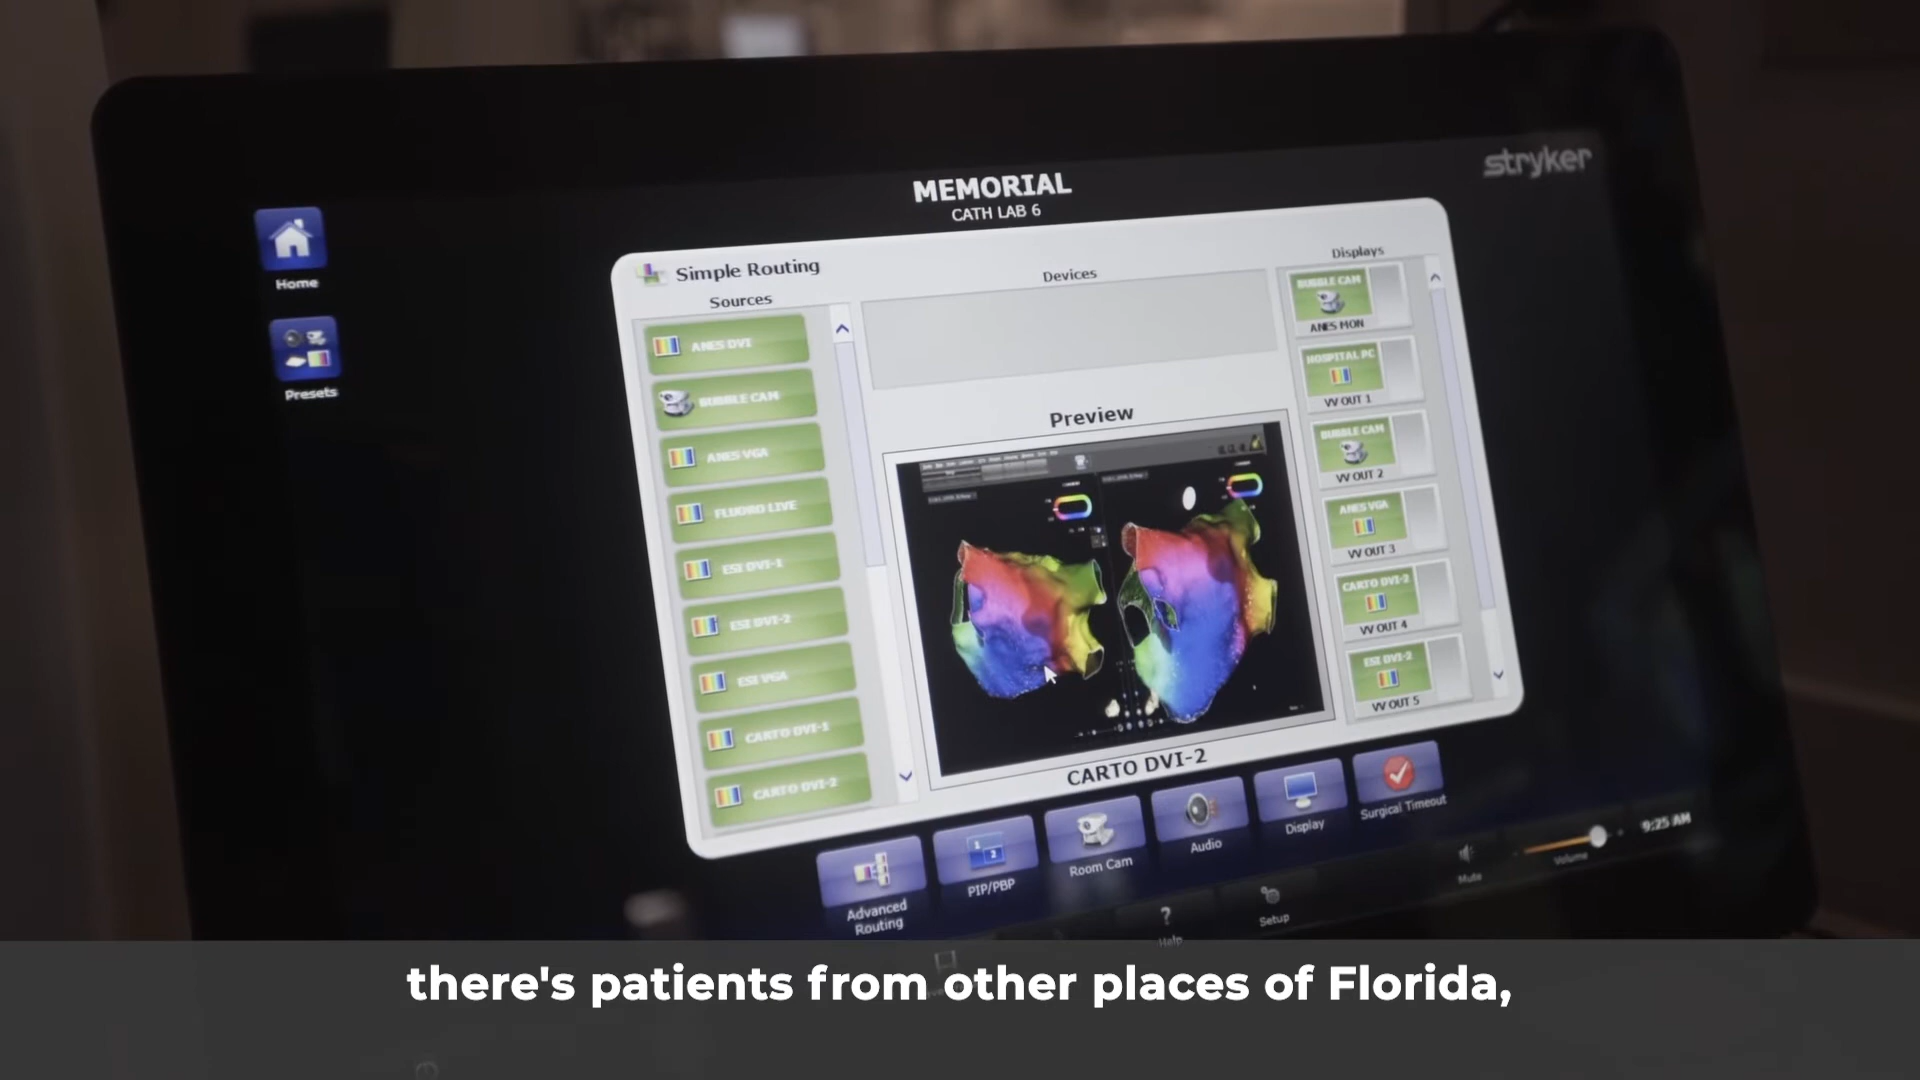 stryker
MEMORIAL
CATH LAB 6
Home
Presets
Simple Routing
Sources
ANES DVI
BUBBLE CAM
ANES VGA
FLUORO LIVE
ESI DVI-1
ESI DVI-2
ESI VGA
CARTO DVI-1
CARTO DVI-2
Devices
Preview
CARTO DVI-2
Displays
BUBBLE CAM
ANES MON
HOSPITAL PC
VV OUT 1
BUBBLE CAM
VV OUT 2
ANES VGA
VV OUT 3
CARTO DVI-2
VV OUT 4
ESI DVI-2
VV OUT 5
Advanced
Routing
PIP/PBP
Room Cam
Audio
Display
Surgical Timeout
Help
Setup
Mute
Volume
9:25 AM
there's patients from other places of Florida,